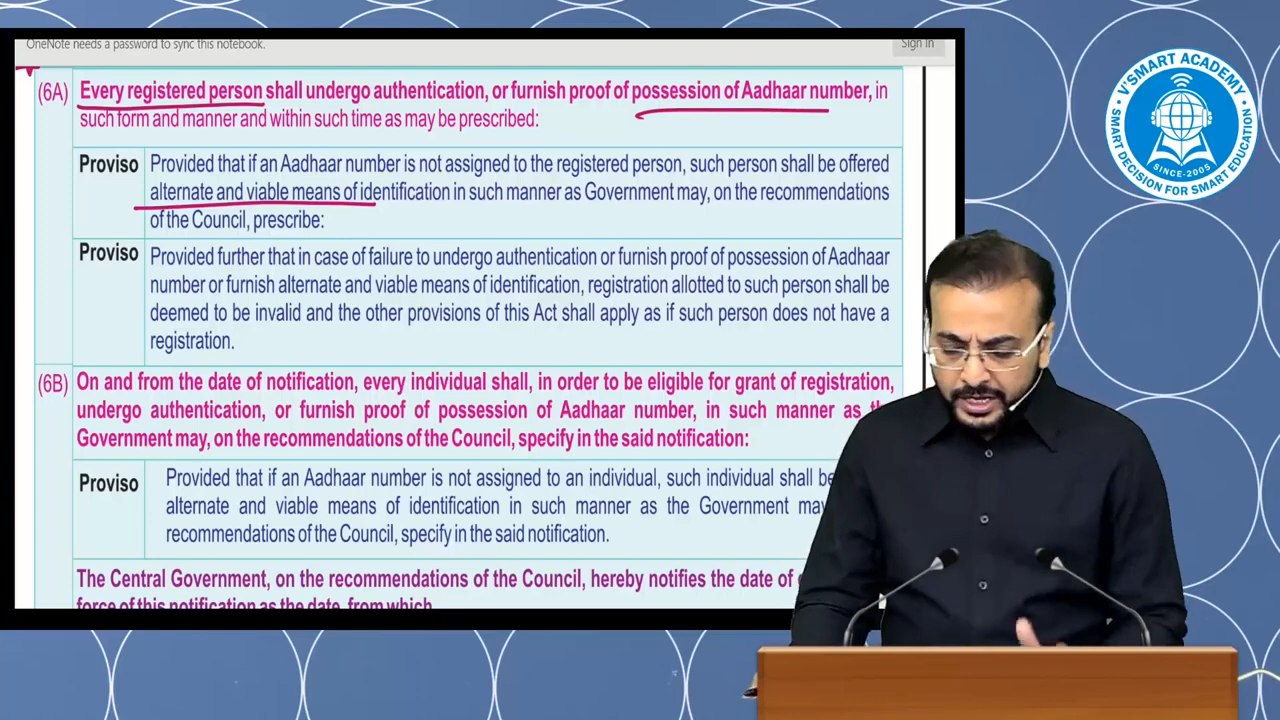 OneNote needs a password to sync this notebook.
Sign in
(6A) Every registered person shall undergo authentication, or furnish proof of possession of Aadhaar number, in
such form and manner and within such time as may be prescribed:
Proviso Provided that if an Aadhaar number is not assigned to the registered person, such person shall be offered
alternate and viable means of identification in such manner as Government may, on the recommendations
of the Council, prescribe:
Proviso Provided further that in case of failure to undergo authentication or furnish proof of possession of Aadhaar
number or furnish alternate and viable means of identification, registration allotted to such person shall be
deemed to be invalid and the other provisions of this Act shall apply as if such person does not have a
registration.
(6B) On and from the date of notification, every individual shall, in order to be eligible for grant of registration,
undergo authentication, or furnish proof of possession of Aadhaar number, in such manner as
Government may, on the recommendations of the Council, specify in the said notification:
Proviso Provided that if an Aadhaar number is not assigned to an individual, such individual shall be
alternate and viable means of identification in such manner as the Government may
recommendations of the Council, specify in the said notification.
The Central Government, on the recommendations of the Council, hereby notifies the date of
force of this notification as the date, from which
V'SMART ACADEMY
SINCE-2005
SMART DECISION FOR SMART EDUCATION